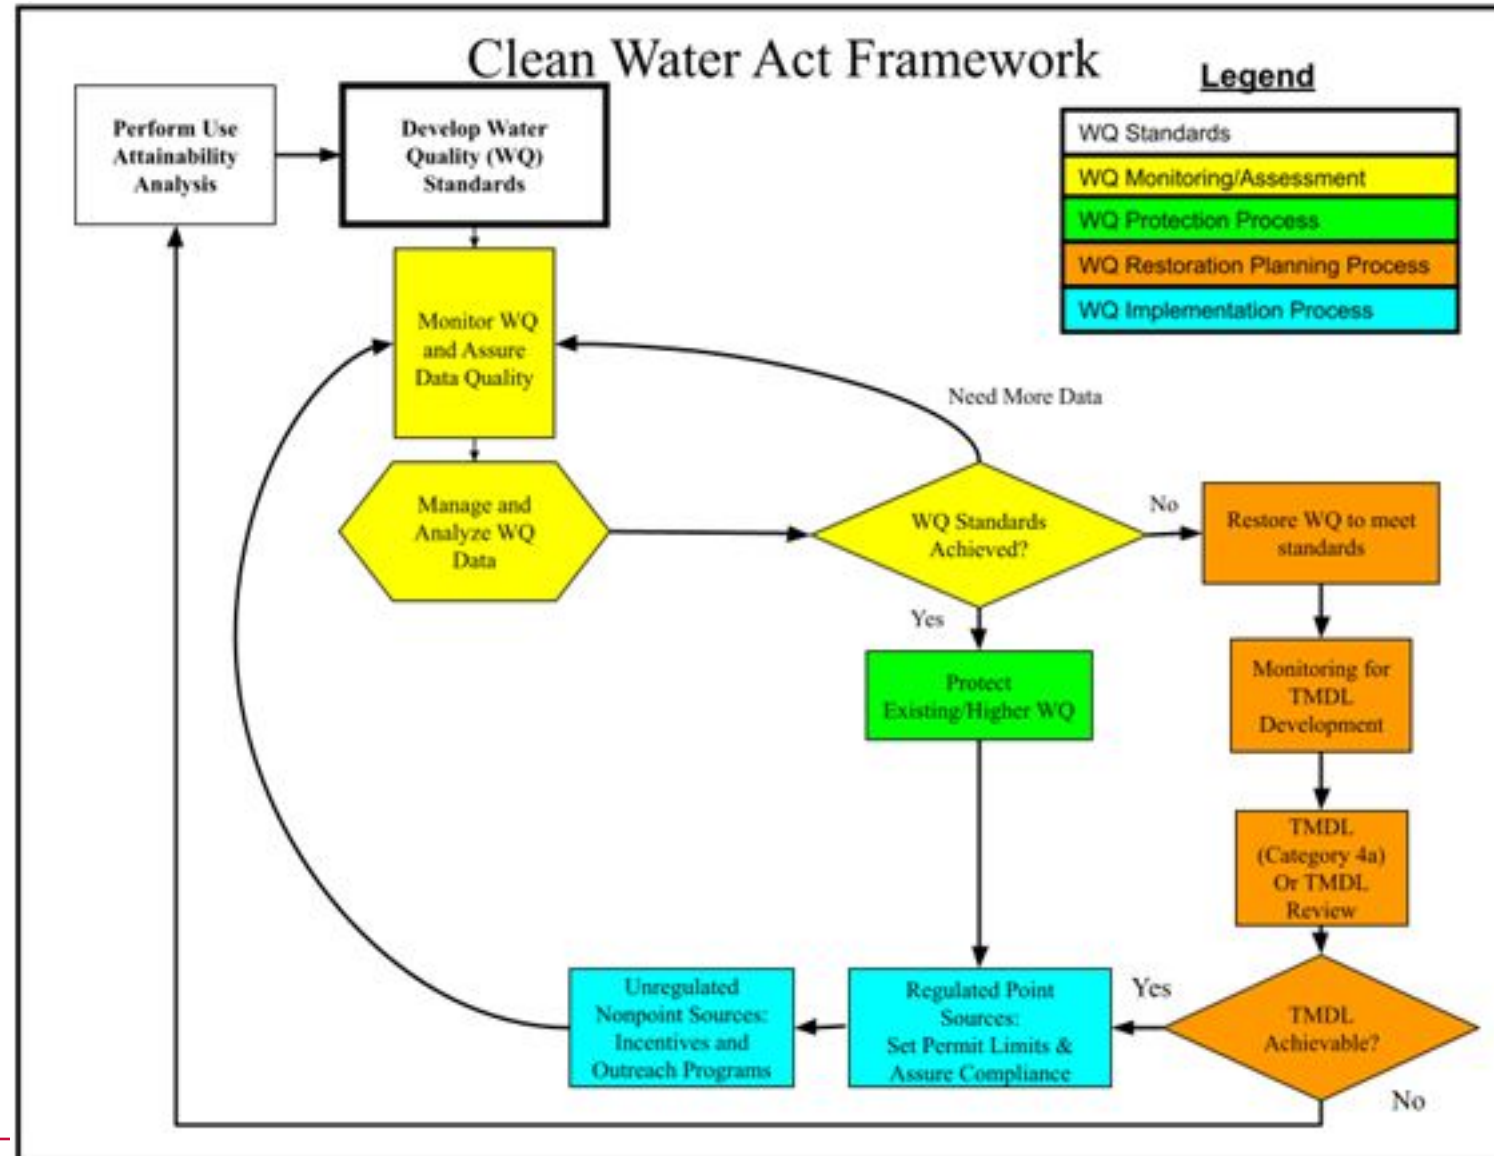 Clean Water Act Framework
Legend
WQ Standards
WQ Monitoring/Assessment
WQ Protection Process
WQ Restoration Planning Process
WQ Implementation Process
Perform Use
Attainability
Analysis
Develop Water
Quality (WQ)
Standards
Monitor WQ
and Assure
Data Quality
Need More Data
Manage and
Analyze WQ
Data
WQ Standards
Achieved?
No
Restore WQ to meet
standards
Yes
Protect
Existing/Higher WQ
Monitoring for
TMDL
Development
TMDL
(Category 4a)
Or TMDL
Review
TMDL
Achievable?
Yes
No
Regulated Point
Sources:
Set Permit Limits &
Assure Compliance
Unregulated
Nonpoint Sources:
Incentives and
Outreach Programs